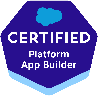 CERTIFIED
Platform
App Builder